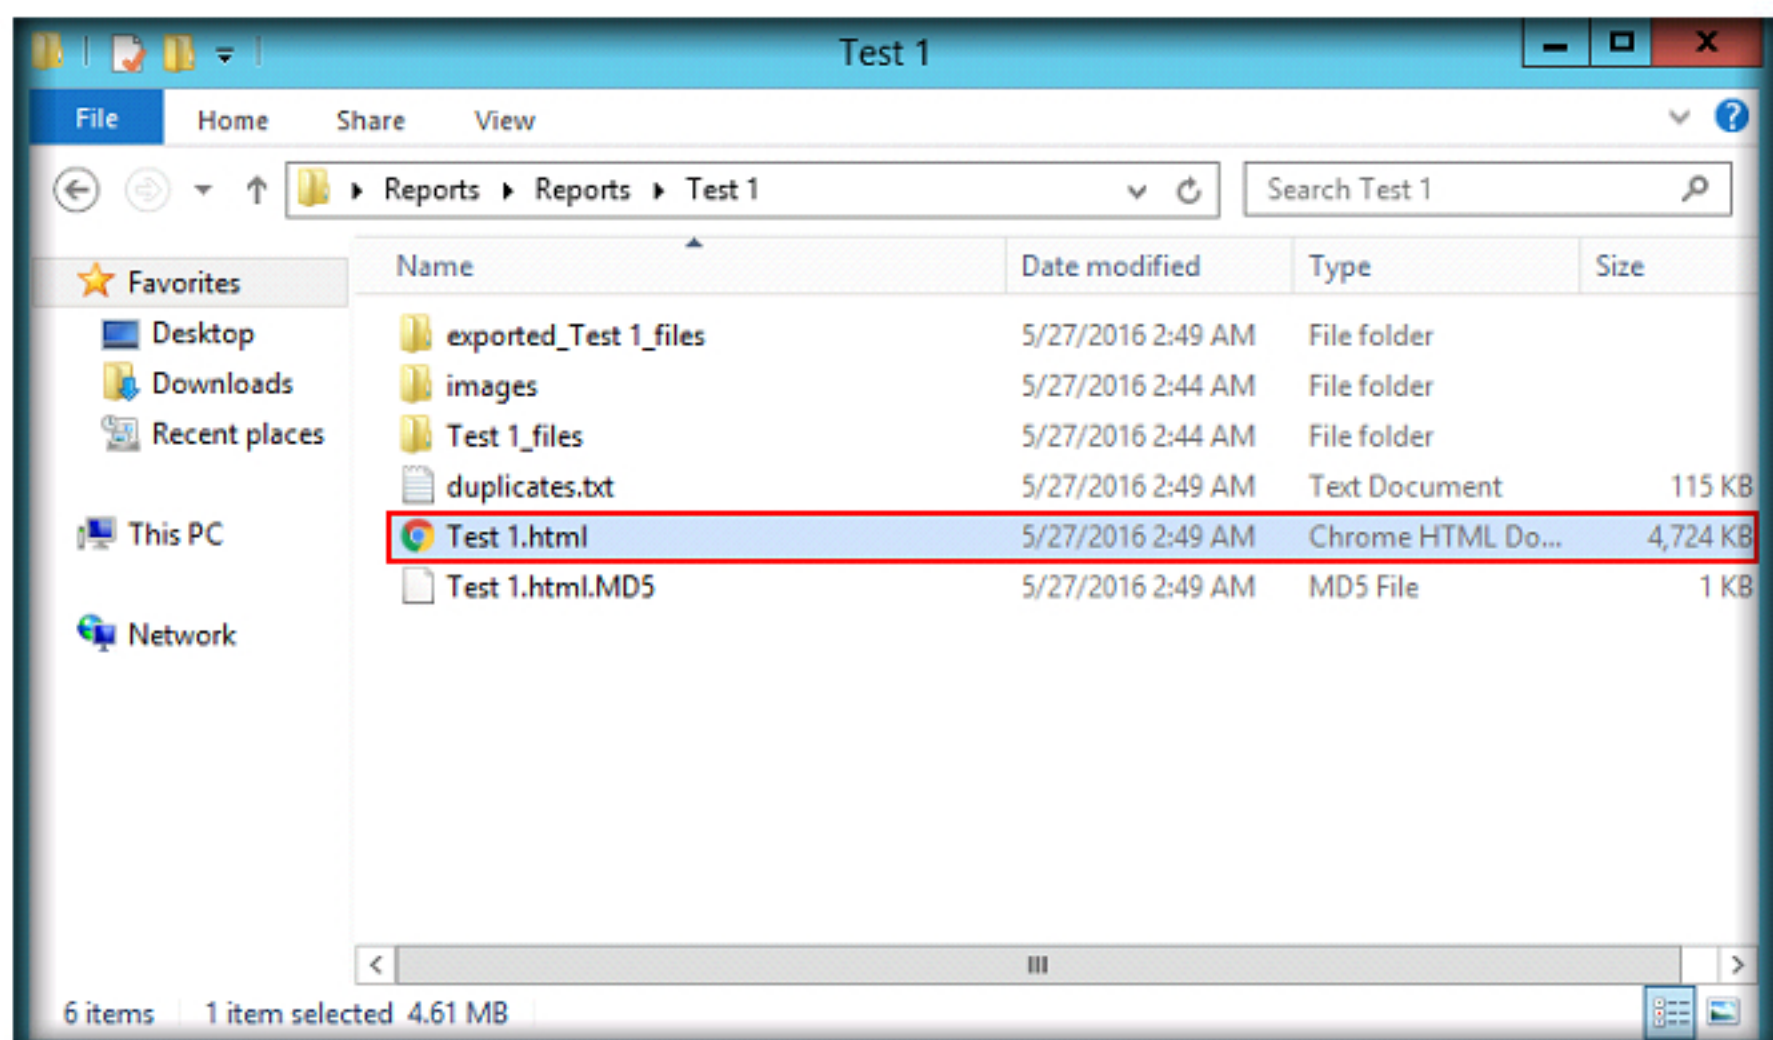 Test 1
File Home Share View
Reports Reports Test 1 Search Test 1
Name Date modified Type Size
Favorites
Desktop
Downloads
Recent places
This PC
Network
exported_Test 1_files 5/27/2016 2:49 AM File folder
images 5/27/2016 2:44 AM File folder
Test 1_files 5/27/2016 2:44 AM File folder
duplicates.txt 5/27/2016 2:49 AM Text Document 115 KB
Test 1.html 5/27/2016 2:49 AM Chrome HTML Do... 4,724 KB
Test 1.html.MD5 5/27/2016 2:49 AM MD5 File 1 KB
6 items 1 item selected 4.61 MB